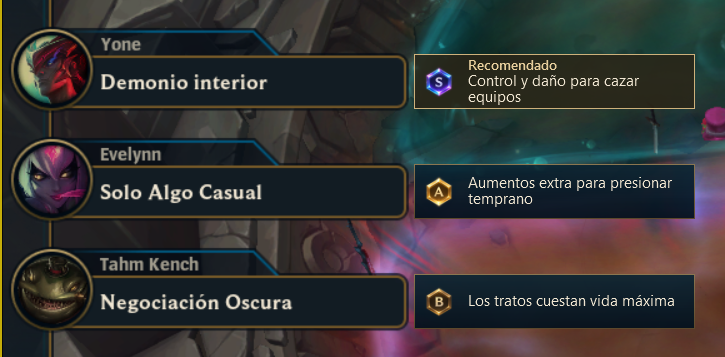 Yone
Demonio interior
Recomendado
S
Control y daño para cazar
equipos
Evelynn
Solo Algo Casual
A
Aumentos extra para presionar
temprano
Tahm Kench
Negociación Oscura
B
Los tratos cuestan vida máxima